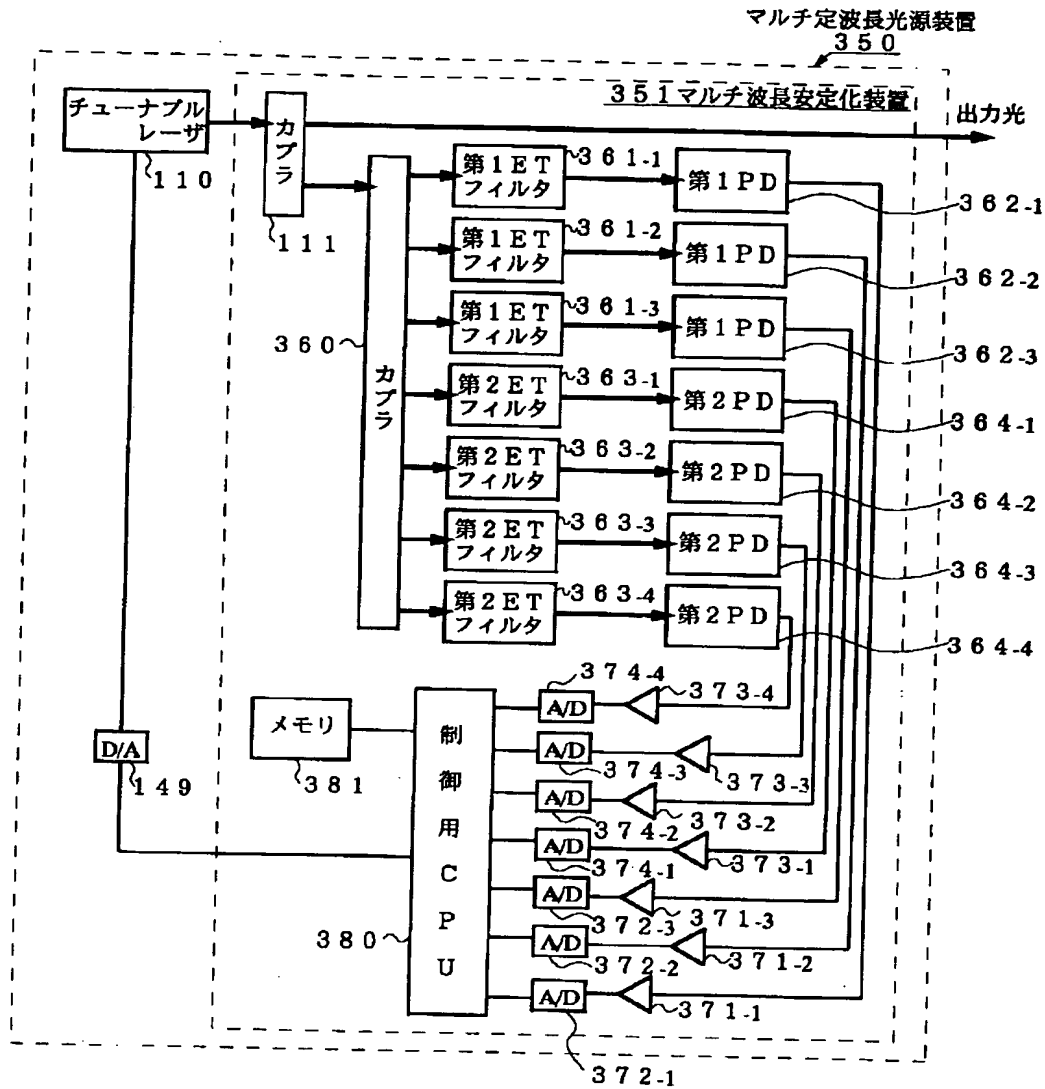 マルチ定波長光源装置
350
351マルチ波長安定化装置
チューナブル
レーザ
110
カプラ
111
出力光
360
カプラ
第1ET
フィルタ
361-1
第1PD
362-1
第1ET
フィルタ
361-2
第1PD
362-2
第1ET
フィルタ
361-3
第1PD
362-3
第2ET
フィルタ
363-1
第2PD
364-1
第2ET
フィルタ
363-2
第2PD
364-2
第2ET
フィルタ
363-3
第2PD
364-3
第2ET
フィルタ
363-4
第2PD
364-4
D/A
149
メモリ
381
制御用CPU
380
A/D
374-4
373-4
A/D
374-3
373-3
A/D
374-2
373-2
A/D
374-1
373-1
A/D
372-3
371-3
A/D
372-2
371-2
A/D
372-1
371-1